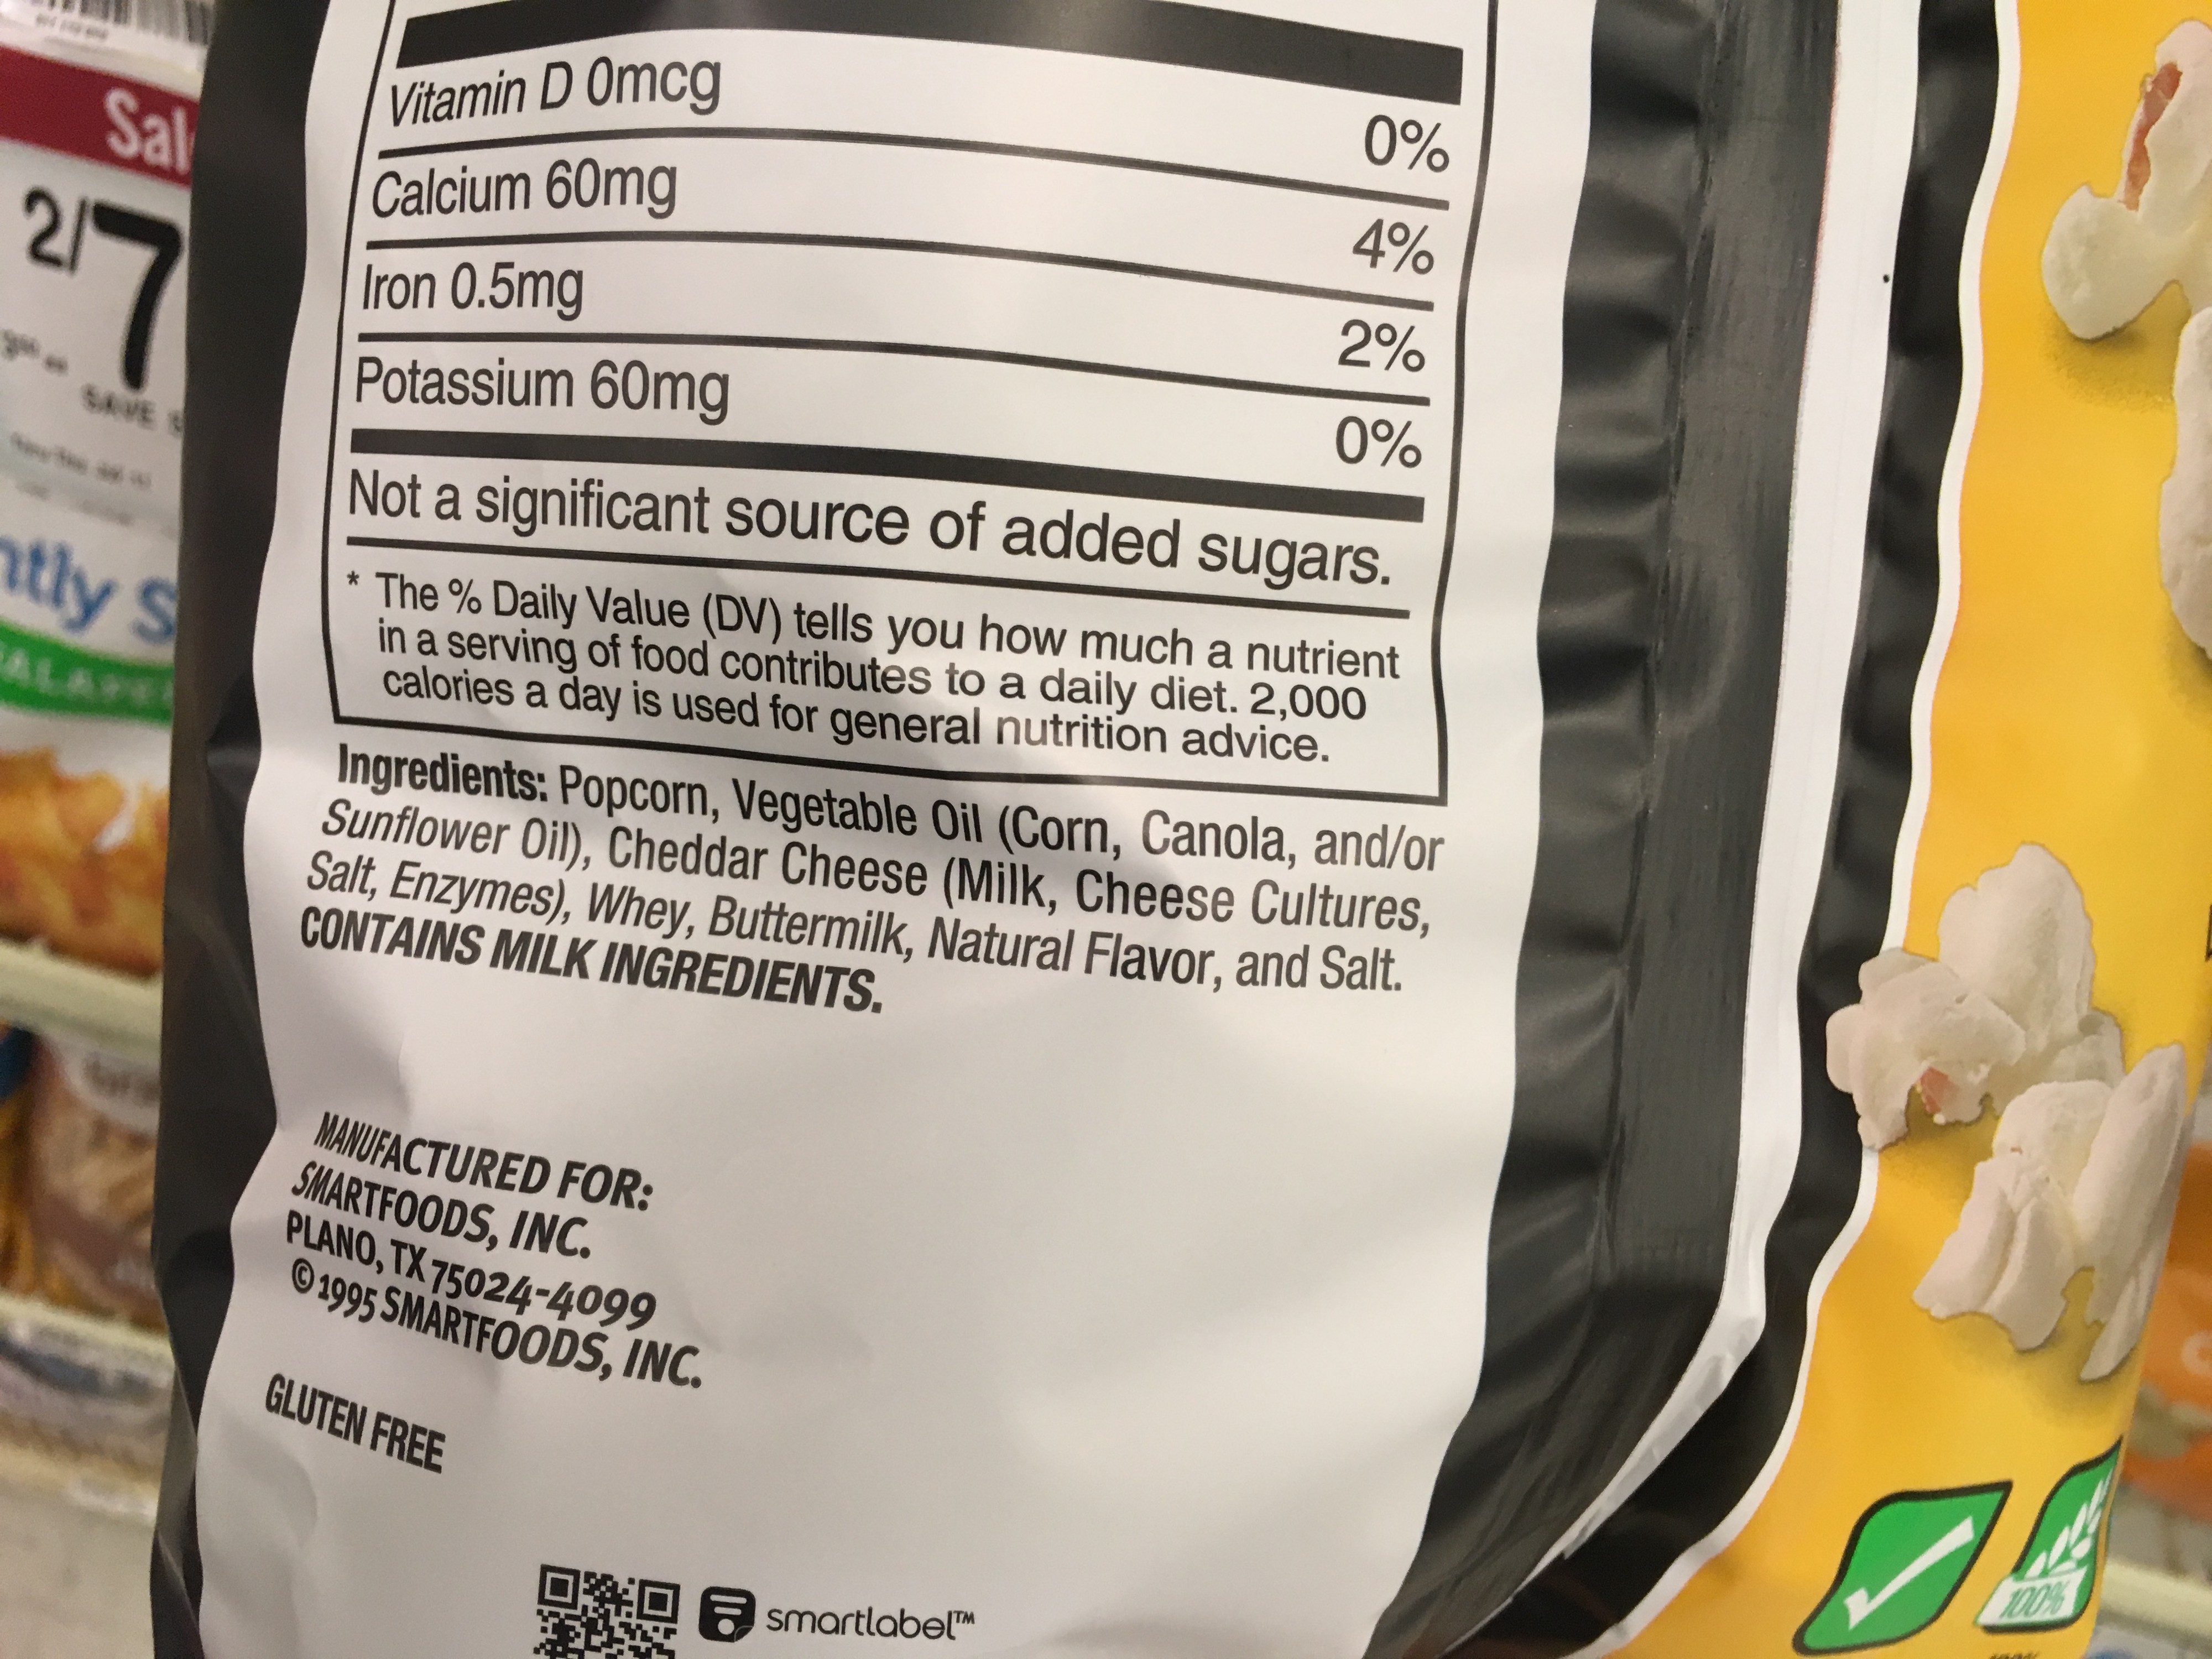 Vitamin D 0mcg 0%
Calcium 60mg 4%
Iron 0.5mg 2%
Potassium 60mg 0%
Not a significant source of added sugars.
* The % Daily Value (DV) tells you how much a nutrient
in a serving of food contributes to a daily diet. 2,000
calories a day is used for general nutrition advice.
Ingredients: Popcorn, Vegetable Oil (Corn, Canola, and/or
Sunflower Oil), Cheddar Cheese (Milk, Cheese Cultures,
Salt, Enzymes), Whey, Buttermilk, Natural Flavor, and Salt.
CONTAINS MILK INGREDIENTS.
MANUFACTURED FOR:
SMARTFOODS, INC.
PLANO, TX 75024-4099
© 1995 SMARTFOODS, INC.
GLUTEN FREE
smartlabel™
2/7
SAVE
100%